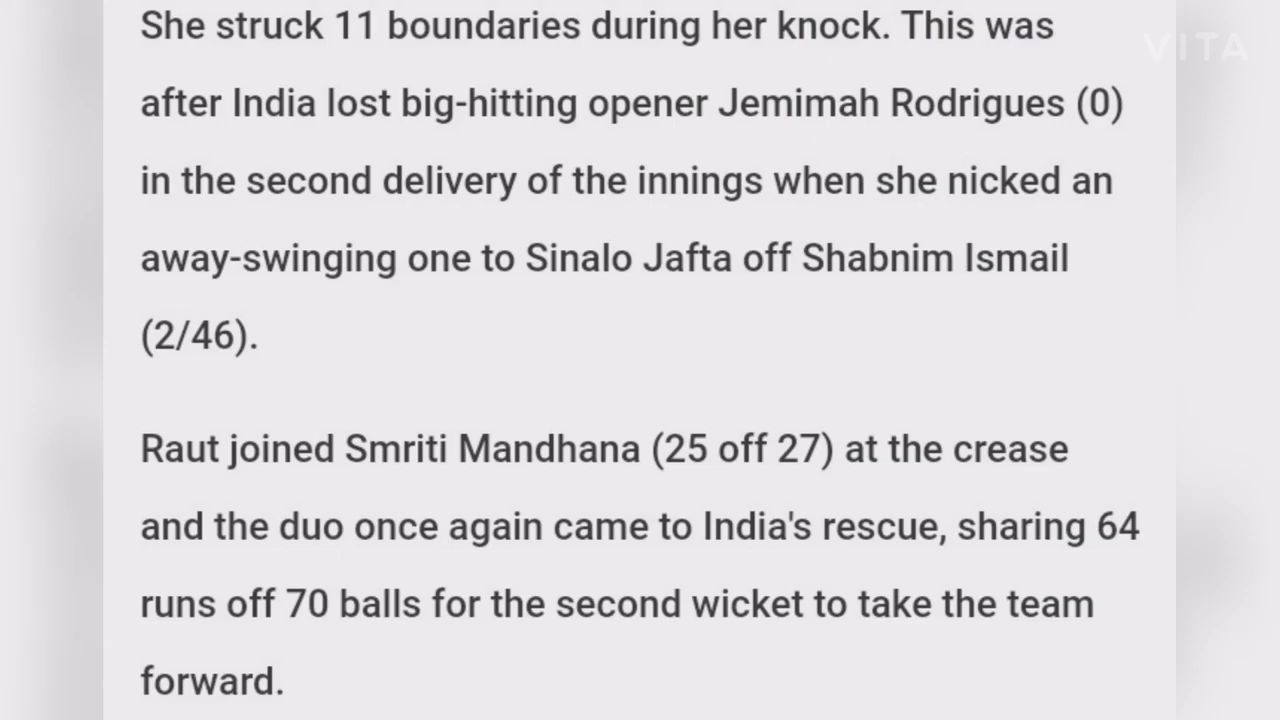 She struck 11 boundaries during her knock. This was
VITA
after India lost big-hitting opener Jemimah Rodrigues (0)
in the second delivery of the innings when she nicked an
away-swinging one to Sinalo Jafta off Shabnim Ismail
(2/46).
Raut joined Smriti Mandhana (25 off 27) at the crease
and the duo once again came to India's rescue, sharing 64
runs off 70 balls for the second wicket to take the team
forward.